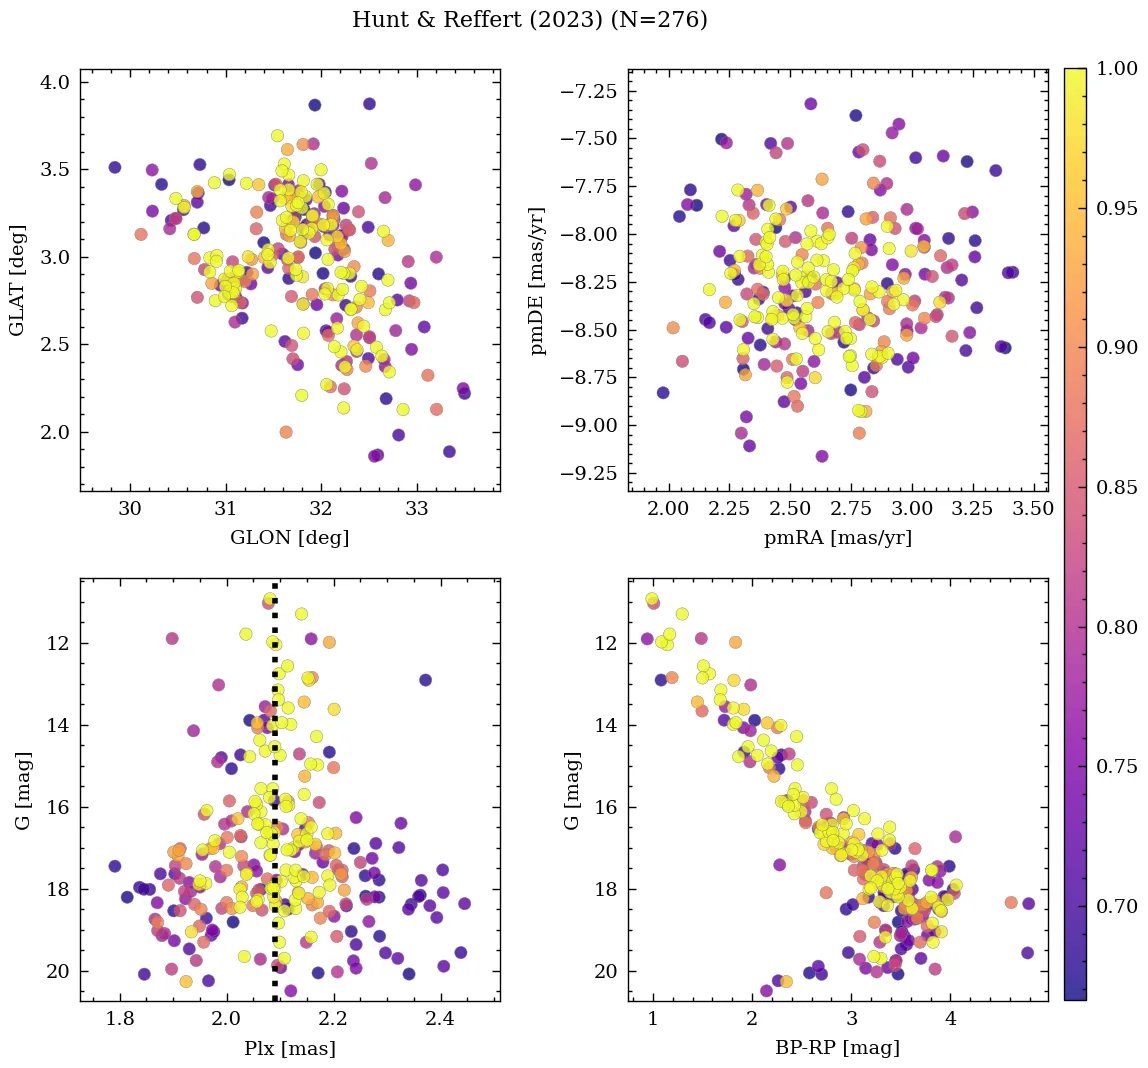 Hunt & Reffert (2023) (N=276)
4.0
3.5
3.0
2.5
2.0
GLAT [deg]
30 31 32 33
GLON [deg]
−7.25
−7.50
−7.75
−8.00
−8.25
−8.50
−8.75
−9.00
−9.25
pmDE [mas/yr]
2.00 2.25 2.50 2.75 3.00 3.25 3.50
pmRA [mas/yr]
1.00
0.95
0.90
0.85
0.80
0.75
0.70
12
14
16
18
20
G [mag]
1.8 2.0 2.2 2.4
Plx [mas]
12
14
16
18
20
G [mag]
1 2 3 4
BP-RP [mag]